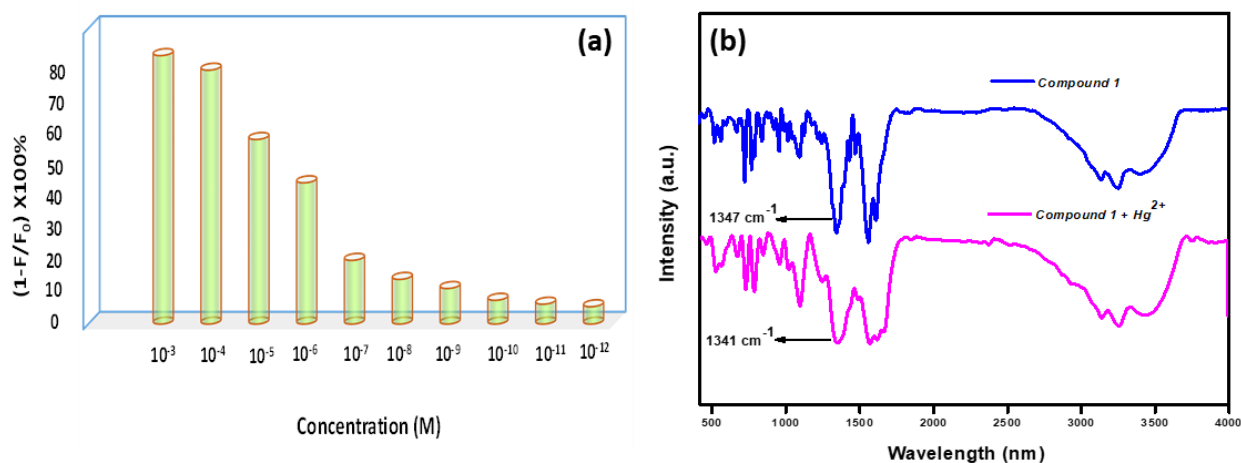 (a)
(1-F/F₀) X100%
80
70
60
50
40
30
20
10
0
10⁻³ 10⁻⁴ 10⁻⁵ 10⁻⁶ 10⁻⁷ 10⁻⁸ 10⁻⁹ 10⁻¹⁰ 10⁻¹¹ 10⁻¹²
Concentration (M)
(b)
Compound 1
1347 cm⁻¹
Compound 1 + Hg²⁺
1341 cm⁻¹
Intensity (a.u.)
500 1000 1500 2000 2500 3000 3500 4000
Wavelength (nm)